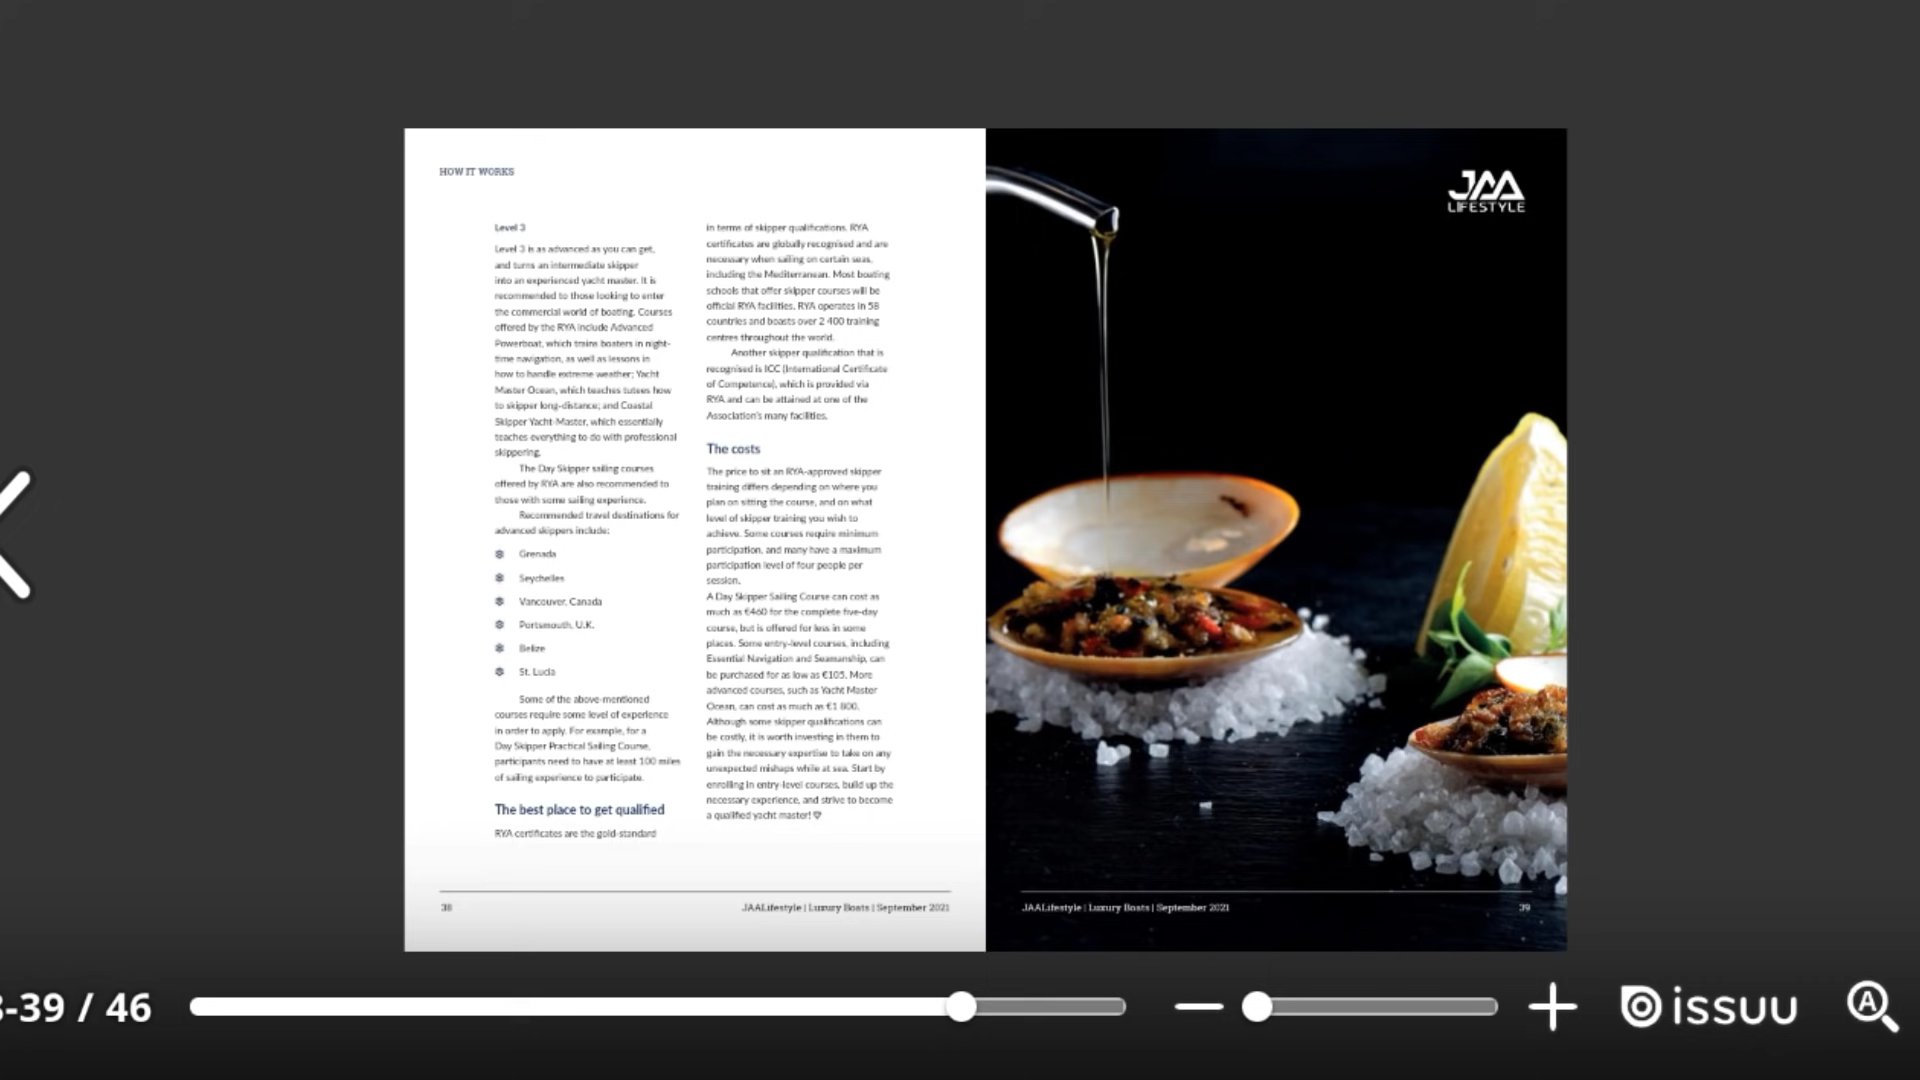 HOW IT WORKS
Level 3
Level 3 is as advanced as you can get,
and turns an intermediate skipper
into an experienced yacht master. It is
recommended to those looking to enter
the commercial world of boating. Courses
offered by the RYA include Advanced
Powerboat, which trains boaters in night-
time navigation, as well as lessons in
how to handle extreme weather; Yacht
Master Ocean, which teaches tutees how
to skipper long-distance; and Coastal
Skipper Yacht-Master, which essentially
teaches everything to do with professional
skippering.
The Day Skipper sailing courses
offered by RYA are also recommended to
those with some sailing experience.
Recommended travel destinations for
advanced skippers include:
Grenada
Seychelles
Vancouver, Canada
Portsmouth, U.K.
Belize
St. Lucia
Some of the above-mentioned
courses require some level of experience
in order to apply. For example, for a
Day Skipper Practical Sailing Course,
participants need to have at least 100 miles
of sailing experience to participate.
The best place to get qualified
RYA certificates are the gold-standard
in terms of skipper qualifications. RYA
certificates are globally recognised and are
necessary when sailing on certain seas,
including the Mediterranean. Most boating
schools that offer skipper courses will be
official RYA facilities. RYA operates in 58
countries and boasts over 2 400 training
centres throughout the world.
Another skipper qualification that is
recognised is ICC (International Certificate
of Competence), which is provided via
RYA and can be attained at one of the
Association's many facilities.
The costs
The price to sit an RYA-approved skipper
training differs depending on where you
plan on sitting the course, and on what
level of skipper training you wish to
achieve. Some courses require minimum
participation, and many have a maximum
participation level of four people per
session.
A Day Skipper Sailing Course can cost as
much as €460 for the complete five-day
course, but is offered for less in some
places. Some entry-level courses, including
Essential Navigation and Seamanship, can
be purchased for as low as €105. More
advanced courses, such as Yacht Master
Ocean, can cost as much as €1 800.
Although some skipper qualifications can
be costly, it is worth investing in them to
gain the necessary expertise to take on any
unexpected mishaps while at sea. Start by
enrolling in entry-level courses, build up the
necessary experience, and strive to become
a qualified yacht master!
38
JAALifestyle | Luxury Boats | September 2021
JAA
LIFESTYLE
JAALifestyle | Luxury Boats | September 2021
39
-39 / 46
issuu
A